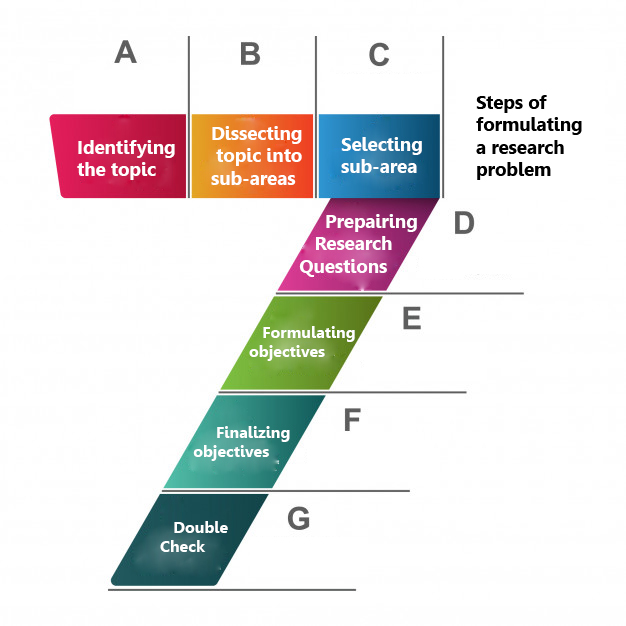 A
B
C
Identifying
the topic
Dissecting
topic into
sub-areas
Selecting
sub-area
Steps of
formulating
a research
problem
Prepairing
Research
Questions
D
Formulating
objectives
E
Finalizing
objectives
F
Double
Check
G